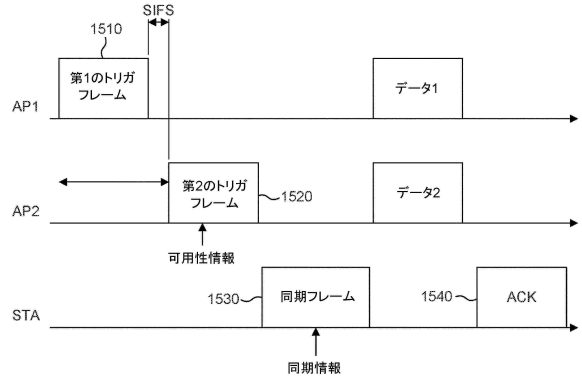 SIFS
1510
第1のトリガ
フレーム
データ1
AP1
第2のトリガ
フレーム
1520
データ2
AP2
可用性情報
1530
同期フレーム
1540
ACK
STA
同期情報